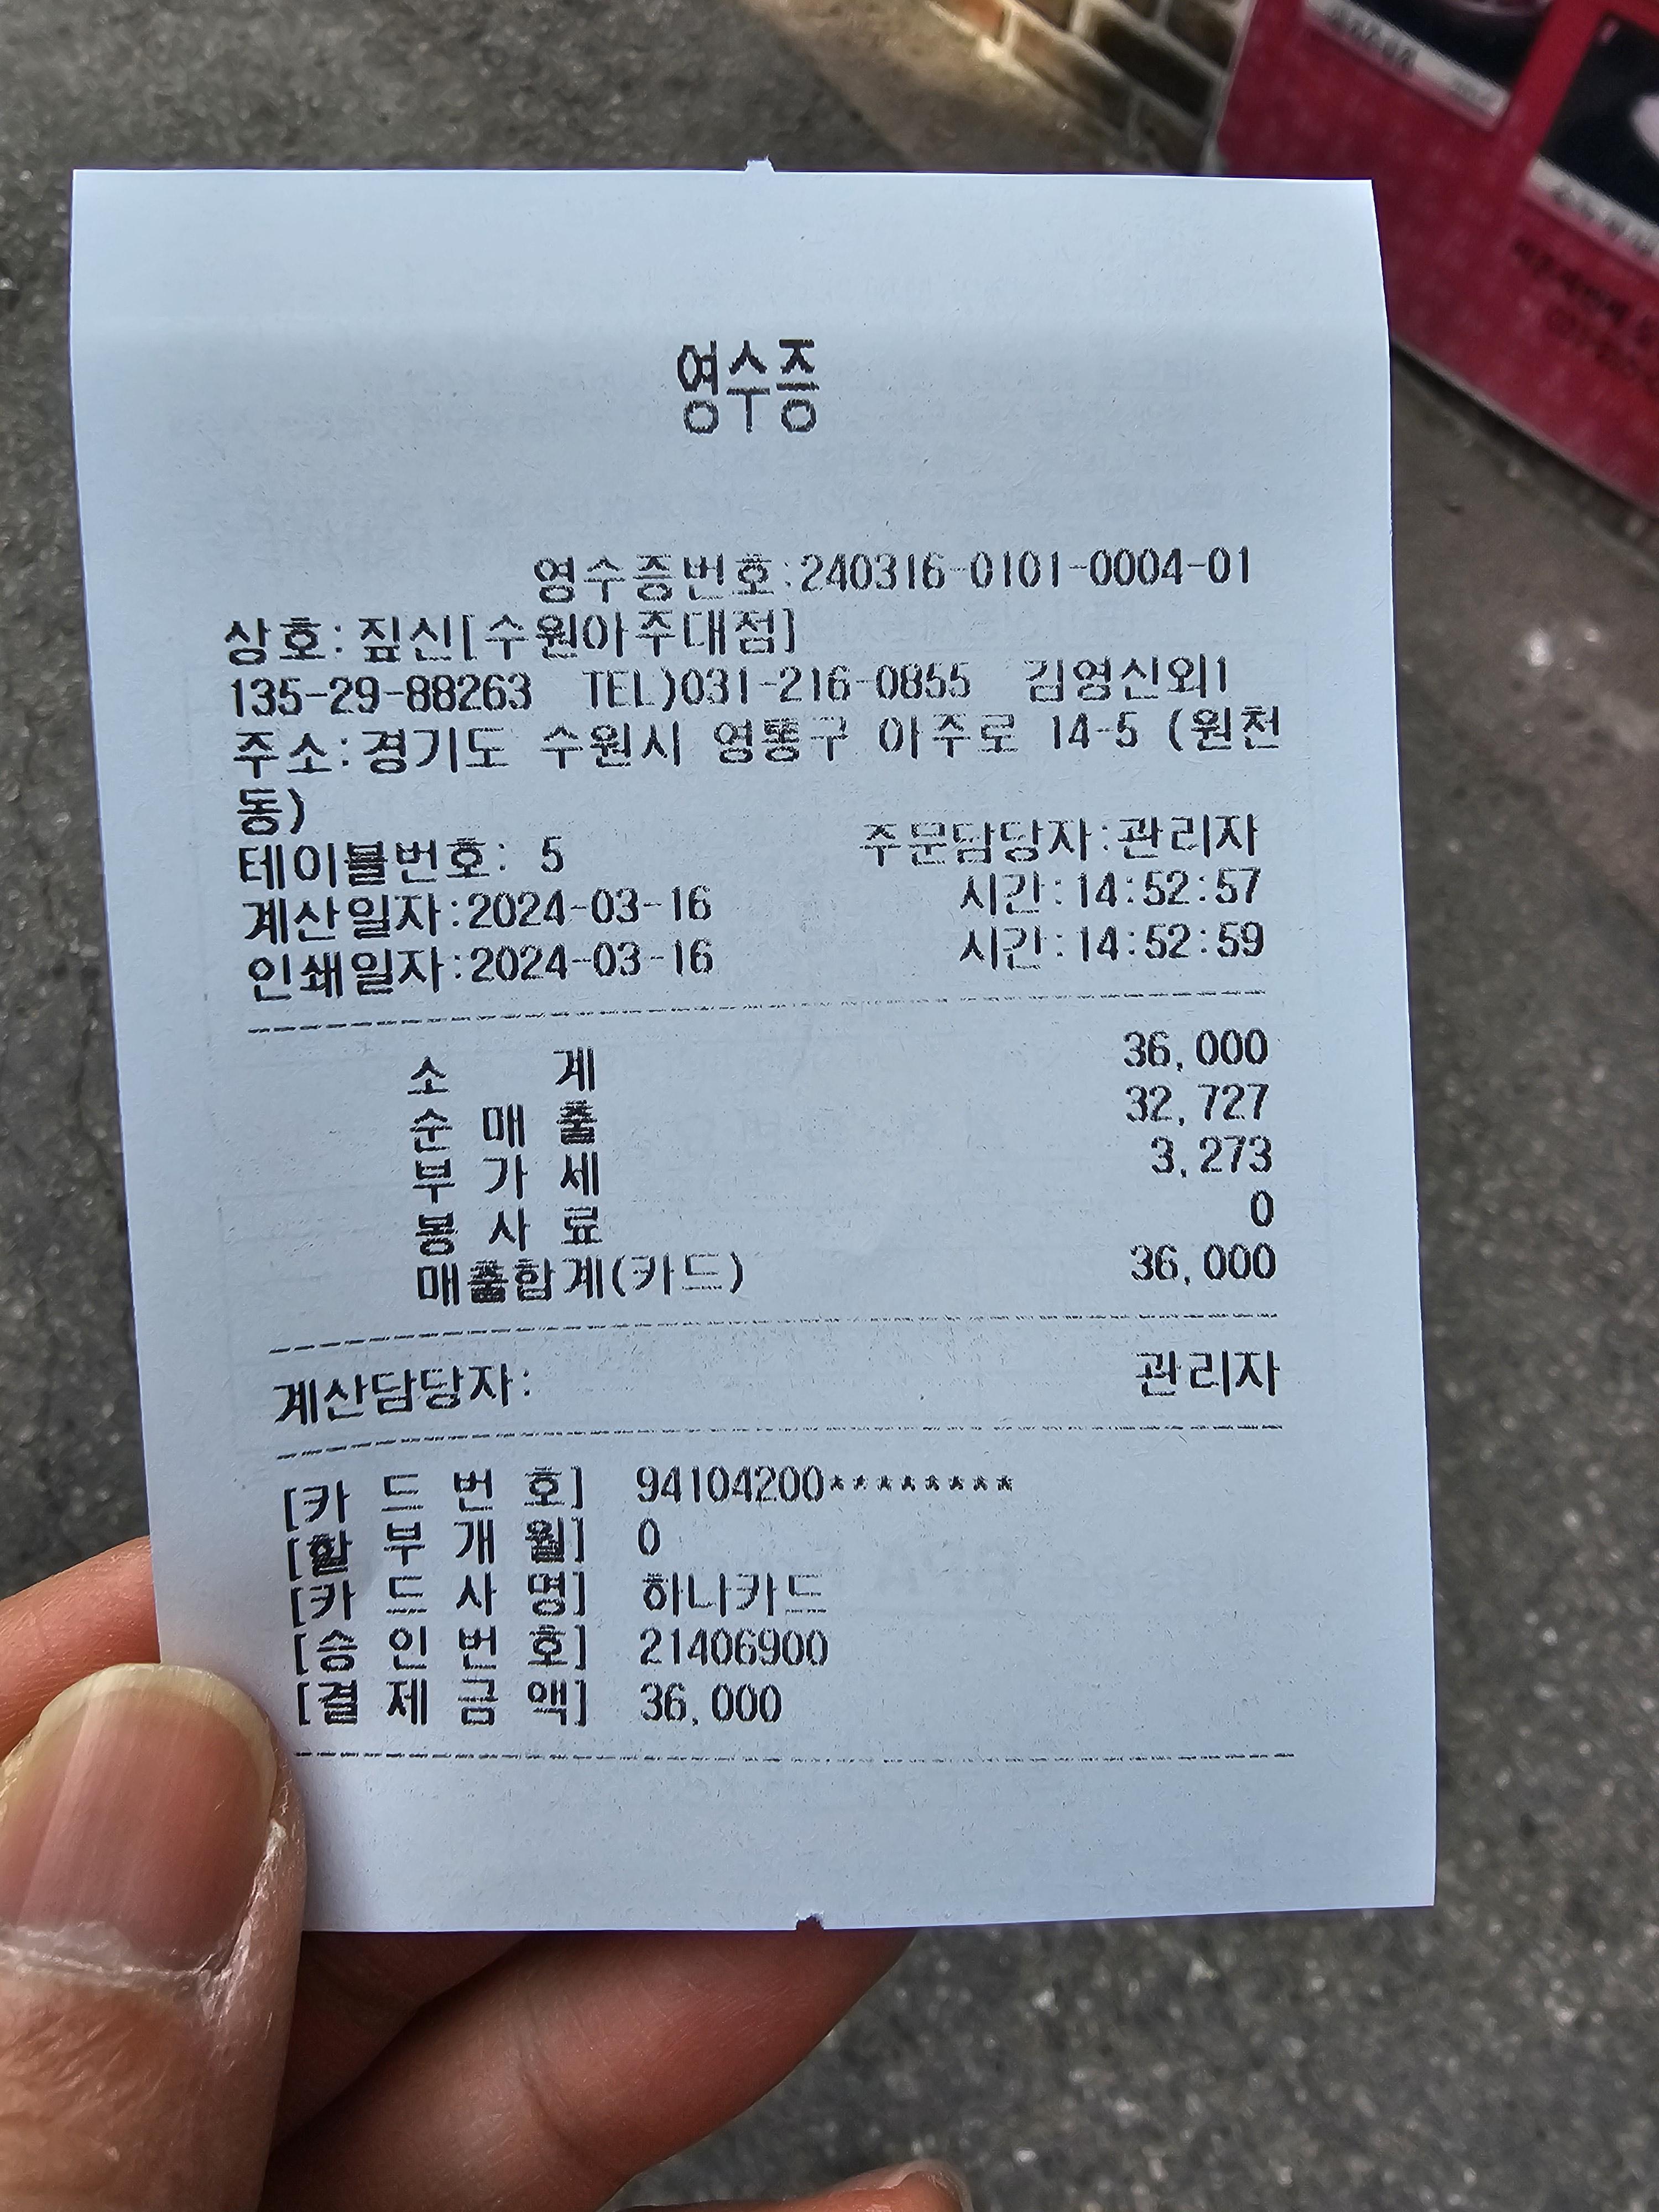 영수증
영수증번호:240316-0101-0004-01
상호:짚신[수원아주대점]
135-29-88263 TEL)031-216-0855 김영신외1
주소:경기도 수원시 영통구 아주로 14-5 (원천
동)
테이블번호: 5 주문담당자:관리자
계산일자:2024-03-16 시간:14:52:57
인쇄일자:2024-03-16 시간:14:52:59
소 계 36,000
순 매 출 32,727
부 가 세 3,273
봉 사 료 0
매출합계(카드) 36,000
계산담당자: 관리자
[카 드 번 호] 94104200********
[할 부 개 월] 0
[카 드 사 명] 하나카드
[승 인 번 호] 21406900
[결 제 금 액] 36,000